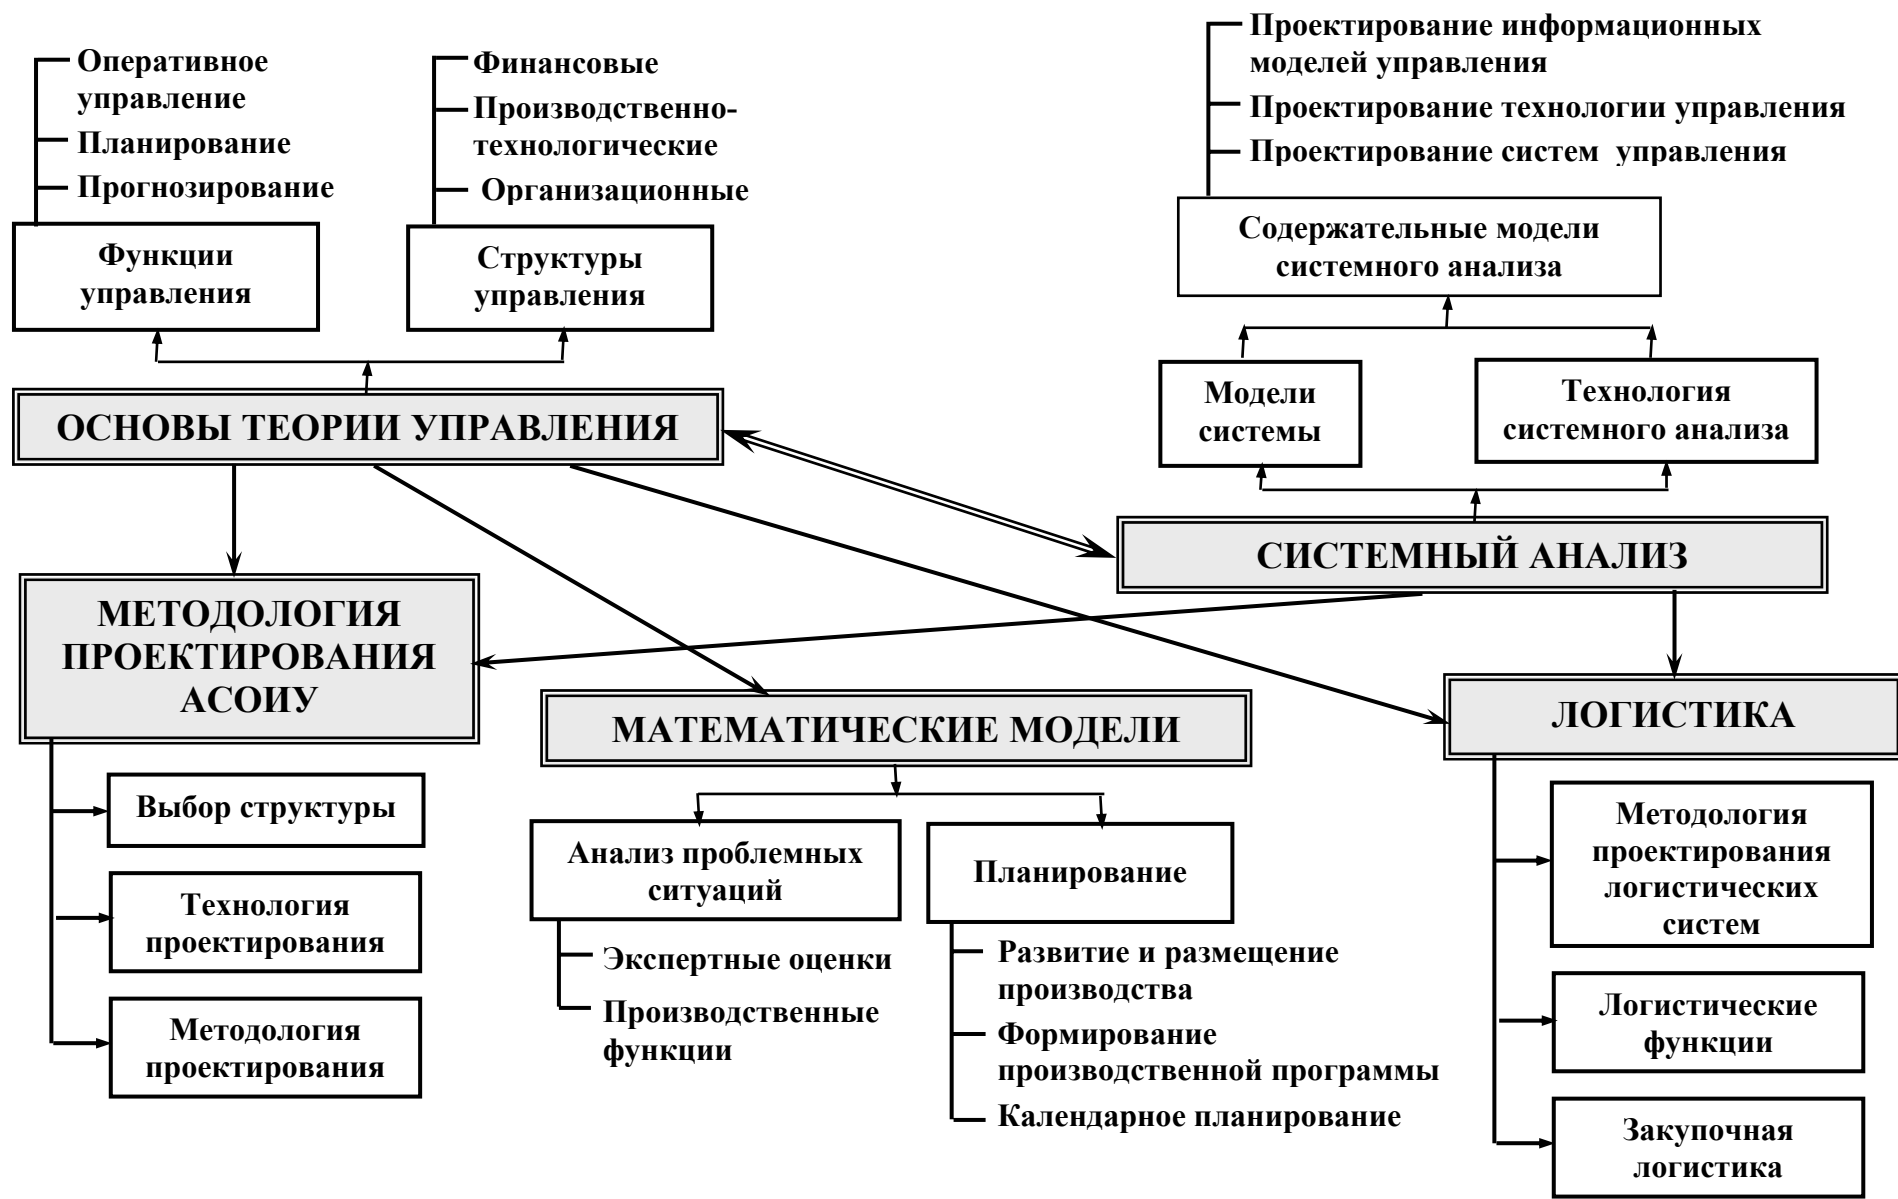 Оперативное
управление
Планирование
Прогнозирование
Функции
управления
Финансовые
Производственно-
технологические
Организационные
Структуры
управления
Проектирование информационных
моделей управления
Проектирование технологии управления
Проектирование систем управления
Содержательные модели
системного анализа
Модели
системы
Технология
системного анализа
ОСНОВЫ ТЕОРИИ УПРАВЛЕНИЯ
СИСТЕМНЫЙ АНАЛИЗ
МЕТОДОЛОГИЯ
ПРОЕКТИРОВАНИЯ
АСОИУ
Выбор структуры
Технология
проектирования
Методология
проектирования
МАТЕМАТИЧЕСКИЕ МОДЕЛИ
Анализ проблемных
ситуаций
Экспертные оценки
Производственные
функции
Планирование
Развитие и размещение
производства
Формирование
производственной программы
Календарное планирование
ЛОГИСТИКА
Методология
проектирования
логистических
систем
Логистические
функции
Закупочная
логистика